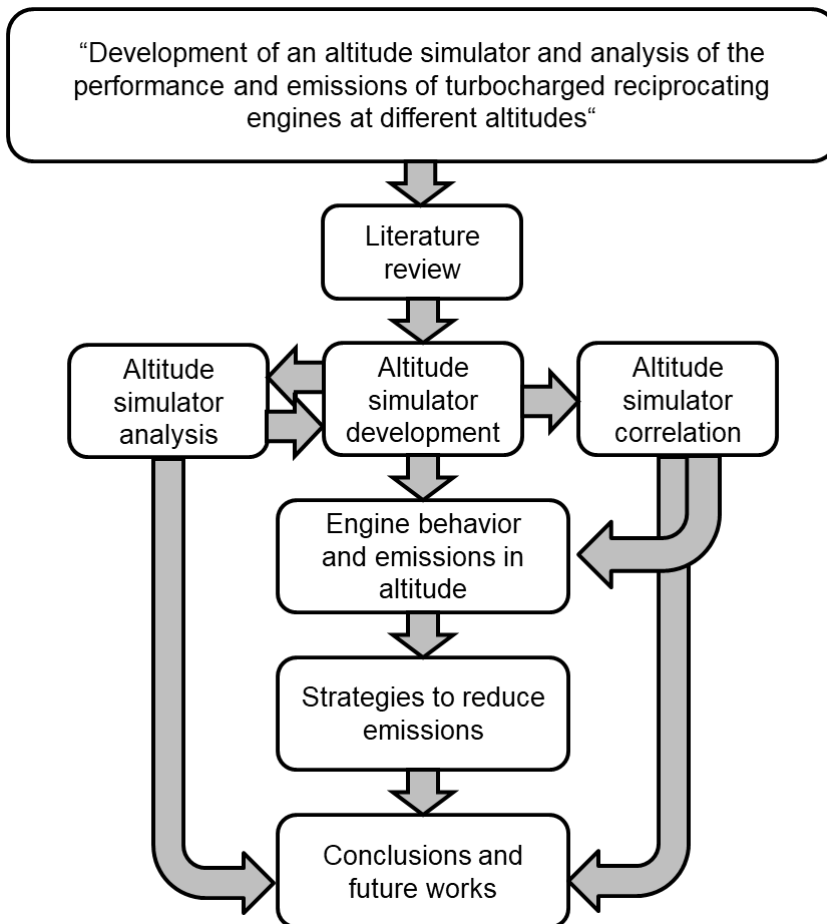 “Development of an altitude simulator and analysis of the
performance and emissions of turbocharged reciprocating
engines at different altitudes“
Literature
review
Altitude
simulator
analysis
Altitude
simulator
development
Altitude
simulator
correlation
Engine behavior
and emissions in
altitude
Strategies to reduce
emissions
Conclusions and
future works